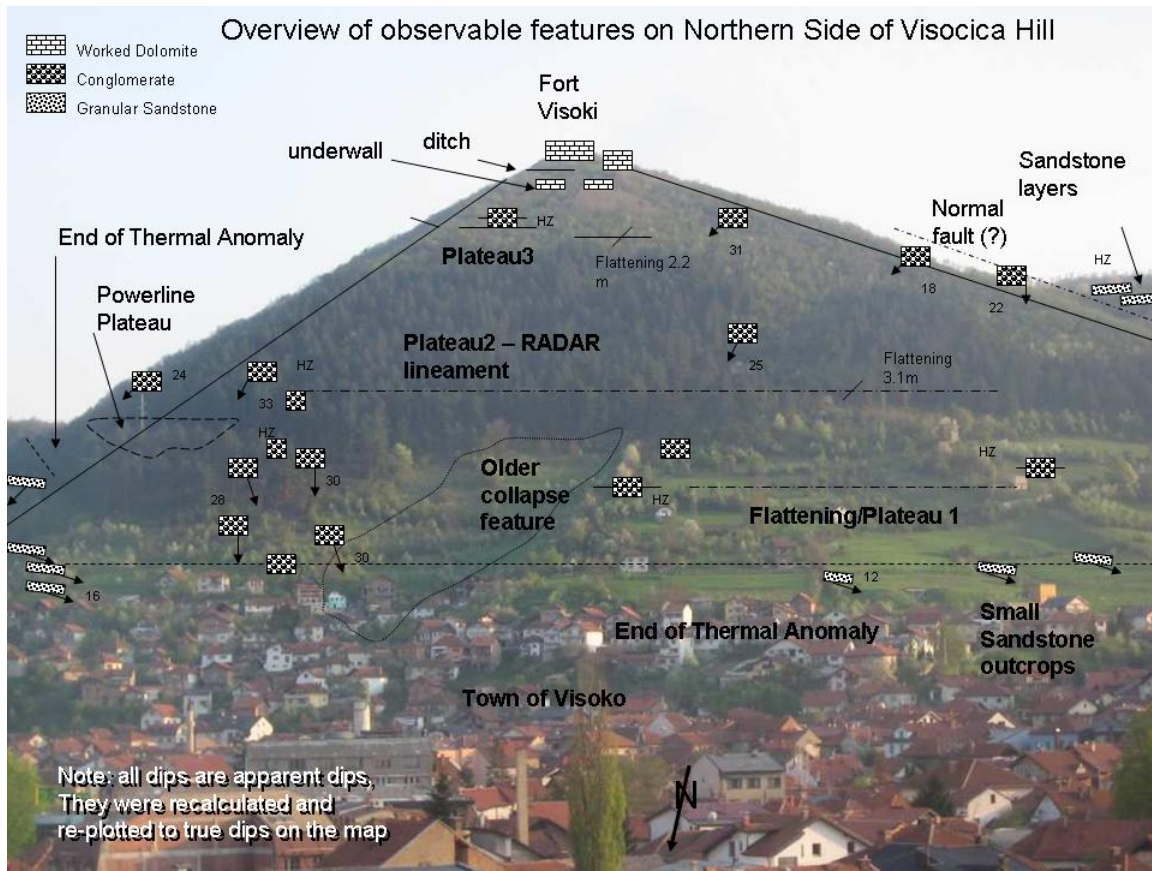 Overview of observable features on Northern Side of Visocica Hill
Worked Dolomite
Conglomerate
Granular Sandstone
Fort
Visoki
ditch
underwall
Sandstone
layers
Normal
fault (?)
End of Thermal Anomaly
HZ
HZ
Plateau3
Flattening 2.2
m
31
18
22
Powerline
Plateau
Plateau2 – RADAR
lineament
24
HZ
25
Flattening
3.1m
33
HZ
28
30
Older
collapse
feature
HZ
HZ
Flattening/Plateau 1
30
16
12
Small
Sandstone
outcrops
End of Thermal Anomaly
Town of Visoko
Note: all dips are apparent dips,
They were recalculated and
re-plotted to true dips on the map
N